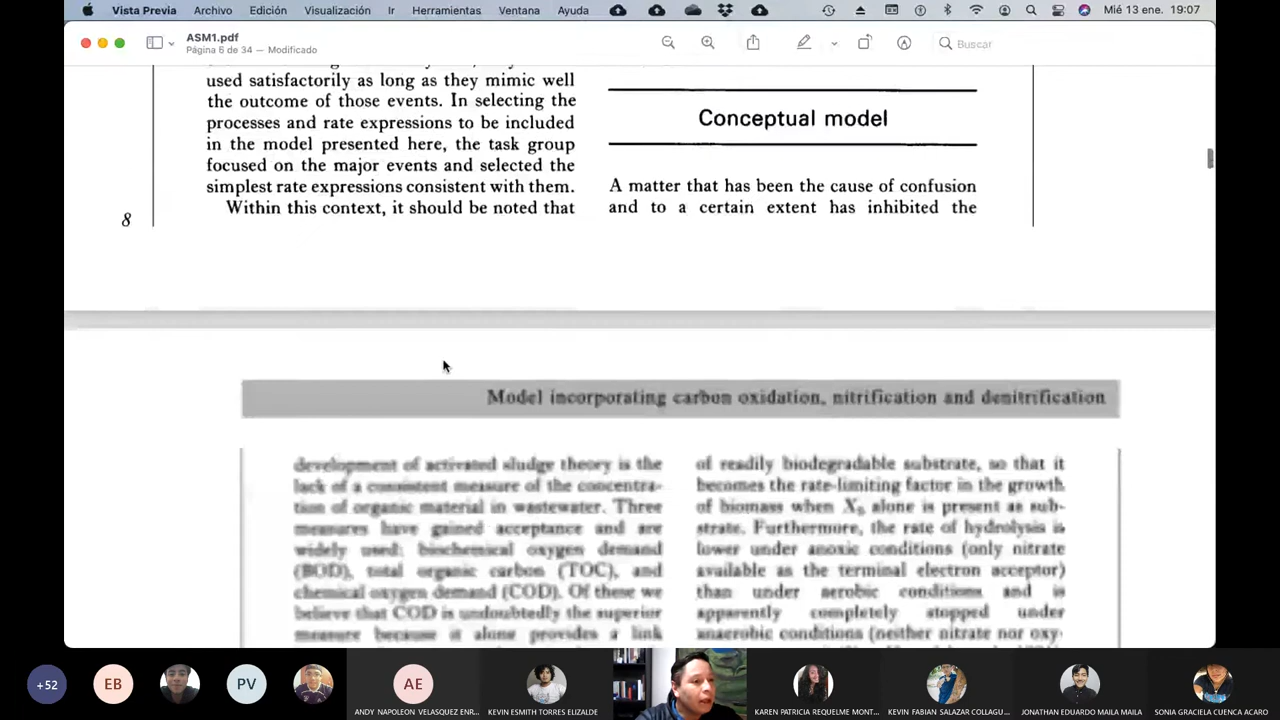 Vista Previa Archivo Edición Visualización Ir Herramientas Ventana Ayuda Mié 13 ene. 19:07
ASM1.pdf
Página 6 de 34 — Modificado
Buscar
used satisfactorily as long as they mimic well
the outcome of those events. In selecting the
processes and rate expressions to be included
in the model presented here, the task group
focused on the major events and selected the
simplest rate expressions consistent with them.
Within this context, it should be noted that
8
Conceptual model
A matter that has been the cause of confusion
and to a certain extent has inhibited the
Model incorporating carbon oxidation, nitrification and denitrification
development of activated sludge theory is the
lack of a consistent measure of the concentra-
tion of organic material in wastewater. Three
measures have gained acceptance and are
widely used: biochemical oxygen demand
(BOD), total organic carbon (TOC), and
chemical oxygen demand (COD). Of these we
believe that COD is undoubtedly the superior
measure because it alone provides a link
of readily biodegradable substrate, so that it
becomes the rate-limiting factor in the growth
of biomass when Xs alone is present as sub-
strate. Furthermore, the rate of hydrolysis is
lower under anoxic conditions (only nitrate
available as the terminal electron acceptor)
than under aerobic conditions and is
apparently completely stopped under
anaerobic conditions (neither nitrate nor oxy-
+52
EB
PV
AE
ANDY NAPOLEON VELASQUEZ ENR...
KEVIN ESMITH TORRES ELIZALDE
KAREN PATRICIA REQUELME MONT...
KEVIN FABIAN SALAZAR COLLAGU...
JONATHAN EDUARDO MAILA MAILA
SONIA GRACIELA CUENCA ACARO